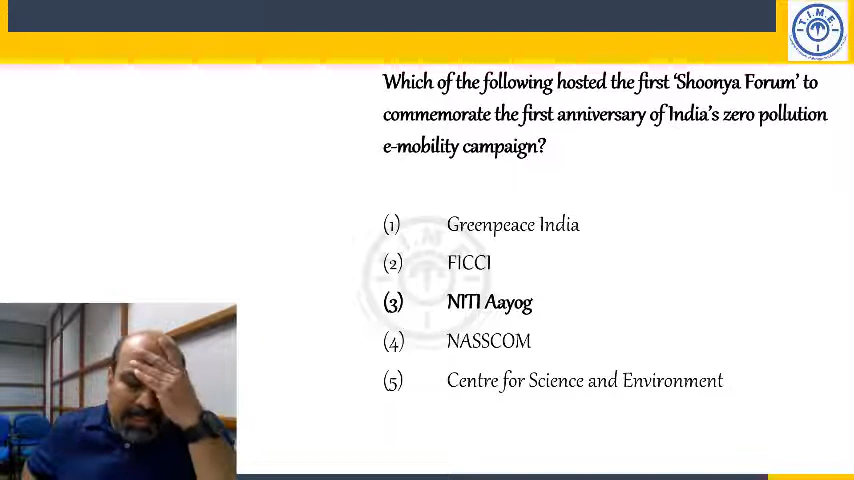 T.I.M.E.
Which of the following hosted the first ‘Shoonya Forum’ to
commemorate the first anniversary of India’s zero pollution
e-mobility campaign?
(1) Greenpeace India
(2) FICCI
(3) NITI Aayog
(4) NASSCOM
(5) Centre for Science and Environment